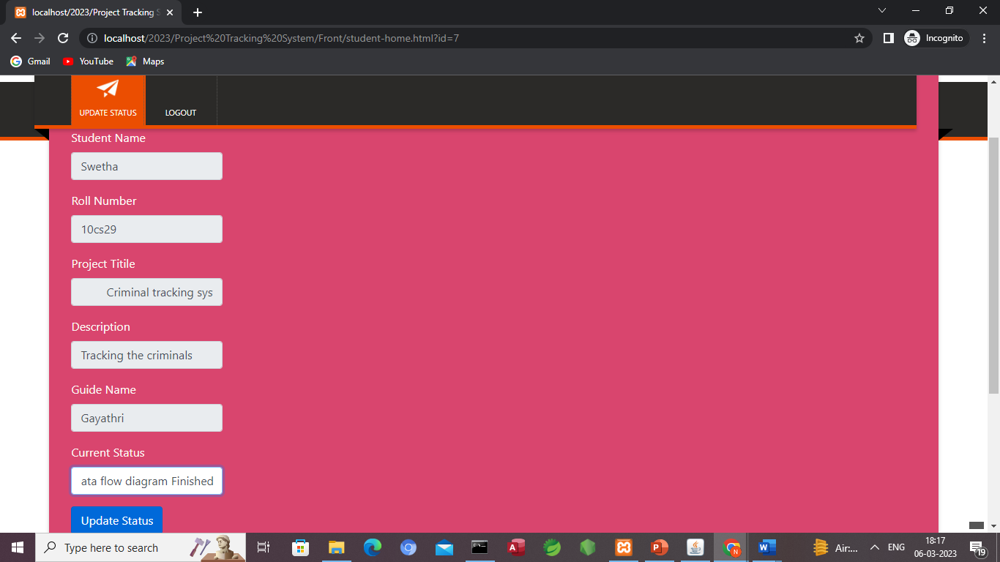 localhost/2023/Project Tracking S
localhost/2023/Project%20Tracking%20System/Front/student-home.html?id=7
Incognito
Gmail
YouTube
Maps
UPDATE STATUS
LOGOUT
Student Name
Swetha
Roll Number
10cs29
Project Titile
Criminal tracking sys
Description
Tracking the criminals
Guide Name
Gayathri
Current Status
ata flow diagram Finished
Update Status
Type here to search
Air:...
ENG
18:17
06-03-2023
19